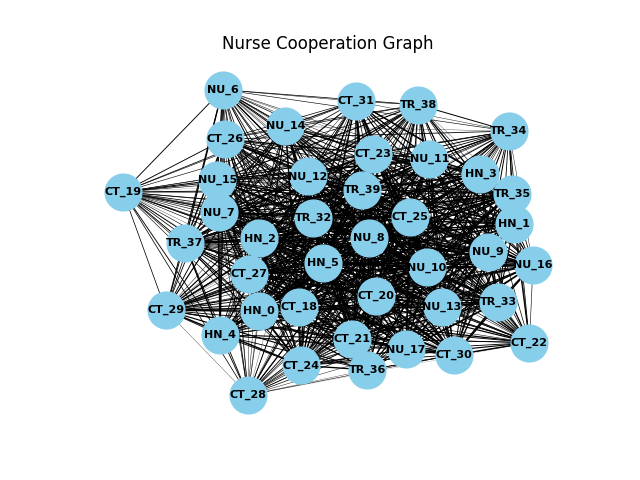 Nurse Cooperation Graph
NU_6
CT_31
TR_38
NU_14
TR_34
CT_26
CT_23
NU_11
HN_3
NU_12
NU_15
TR_39
CT_19
TR_35
NU_7
TR_32
CT_25
HN_1
HN_2
NU_8
TR_37
NU_9
HN_5
NU_16
NU_10
CT_27
CT_20
TR_33
CT_18
NU_13
CT_29
HN_0
HN_4
CT_21
CT_22
NU_17
CT_30
CT_24
TR_36
CT_28